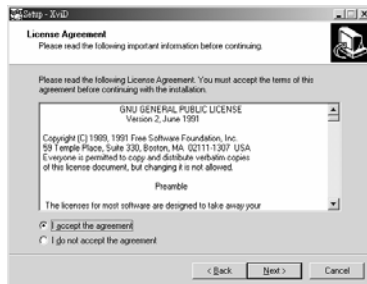 Setup - XviD
License Agreement
Please read the following important information before continuing.
Please read the following License Agreement. You must accept the terms of this
agreement before continuing with the installation.
GNU GENERAL PUBLIC LICENSE
Version 2, June 1991
Copyright (C) 1989, 1991 Free Software Foundation, Inc.
59 Temple Place, Suite 330, Boston, MA 02111-1307 USA
Everyone is permitted to copy and distribute verbatim copies
of this license document, but changing it is not allowed.
Preamble
The licenses for most software are designed to take away your
I accept the agreement
I do not accept the agreement
< Back
Next >
Cancel